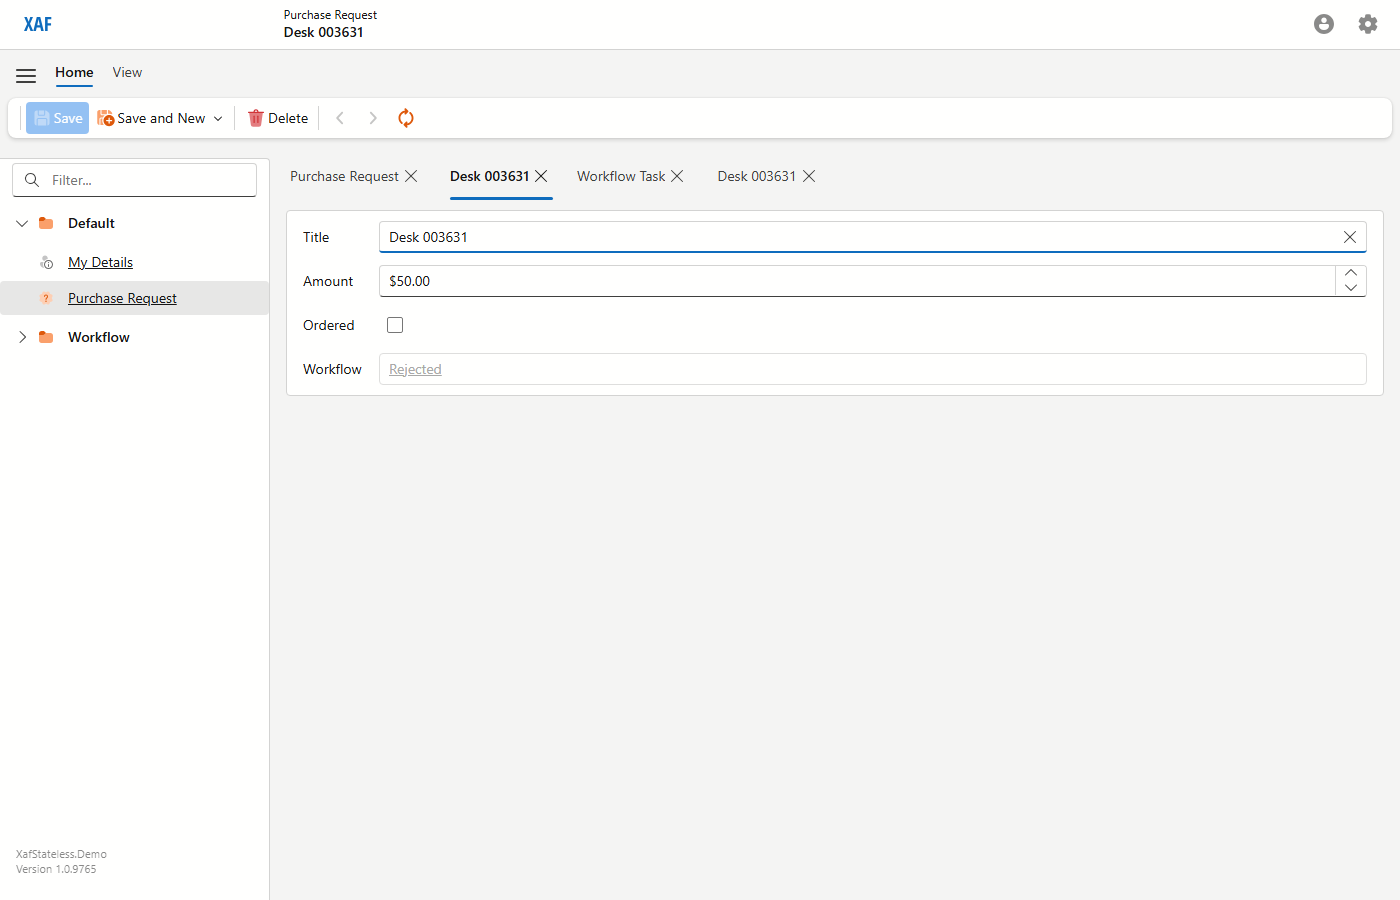 XAF
Purchase Request
Desk 003631
Home View
Save Save and New Delete
Filter...
Default
My Details
Purchase Request
Workflow
Purchase Request Desk 003631 Workflow Task Desk 003631
Title Desk 003631
Amount $50.00
Ordered
Workflow Rejected
XafStateless.Demo
Version 1.0.9765